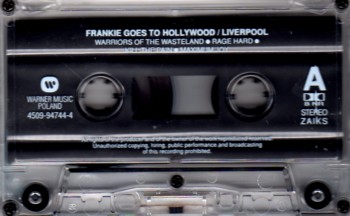 FRANKIE GOES TO HOLLYWOOD / LIVERPOOL
WARRIORS OF THE WASTELAND ● RAGE HARD ●
WARNER MUSIC
POLAND
4509-94744-4
A
STEREO
ZAIKS
Unauthorized copying, hiring, public performance and broadcasting
of this recording prohibited.